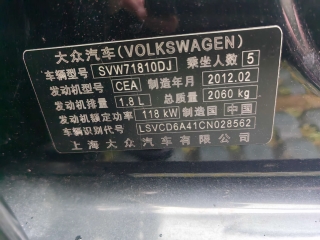 大众汽车(VOLKSWAGEN)
车辆型号 SVW71810DJ 乘坐人数 5
发动机型号 CEA 制造年月 2012.02
发动机排量 1.8L 总质量 2060 kg
发动机额定功率 118 kW 制造国 中国
车辆识别代号 LSVCD6A41CN028562
上海大众汽车有限公司